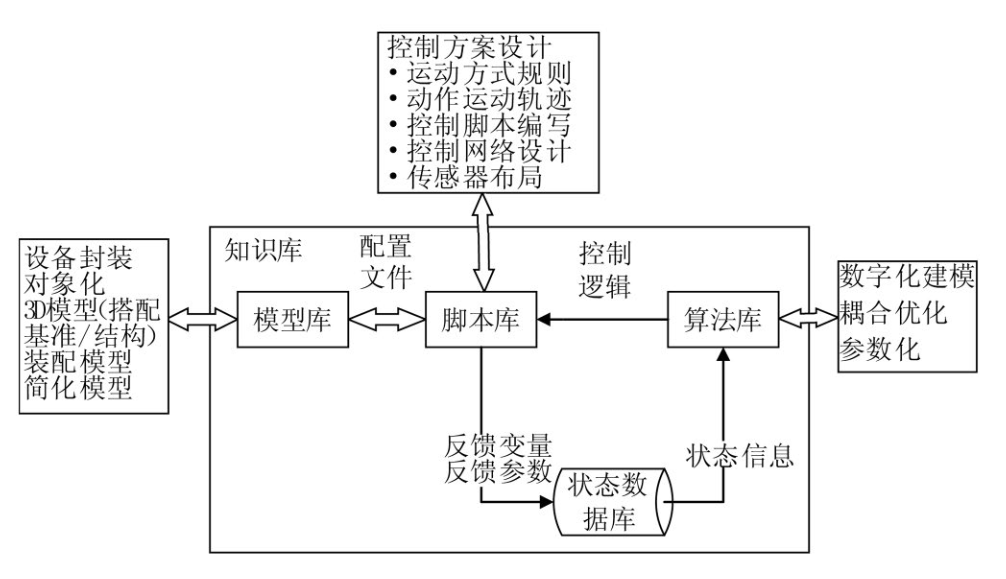 控制方案设计
•运动方式规则
•动作运动轨迹
•控制脚本编写
•控制网络设计
•传感器布局
知识库
配置
文件
控制
逻辑
设备封装
对象化
3D模型(搭配
基准/结构)
装配模型
简化模型
模型库
脚本库
算法库
数字化建模
耦合优化
参数化
反馈变量
反馈参数
状态信息
状态数
据库